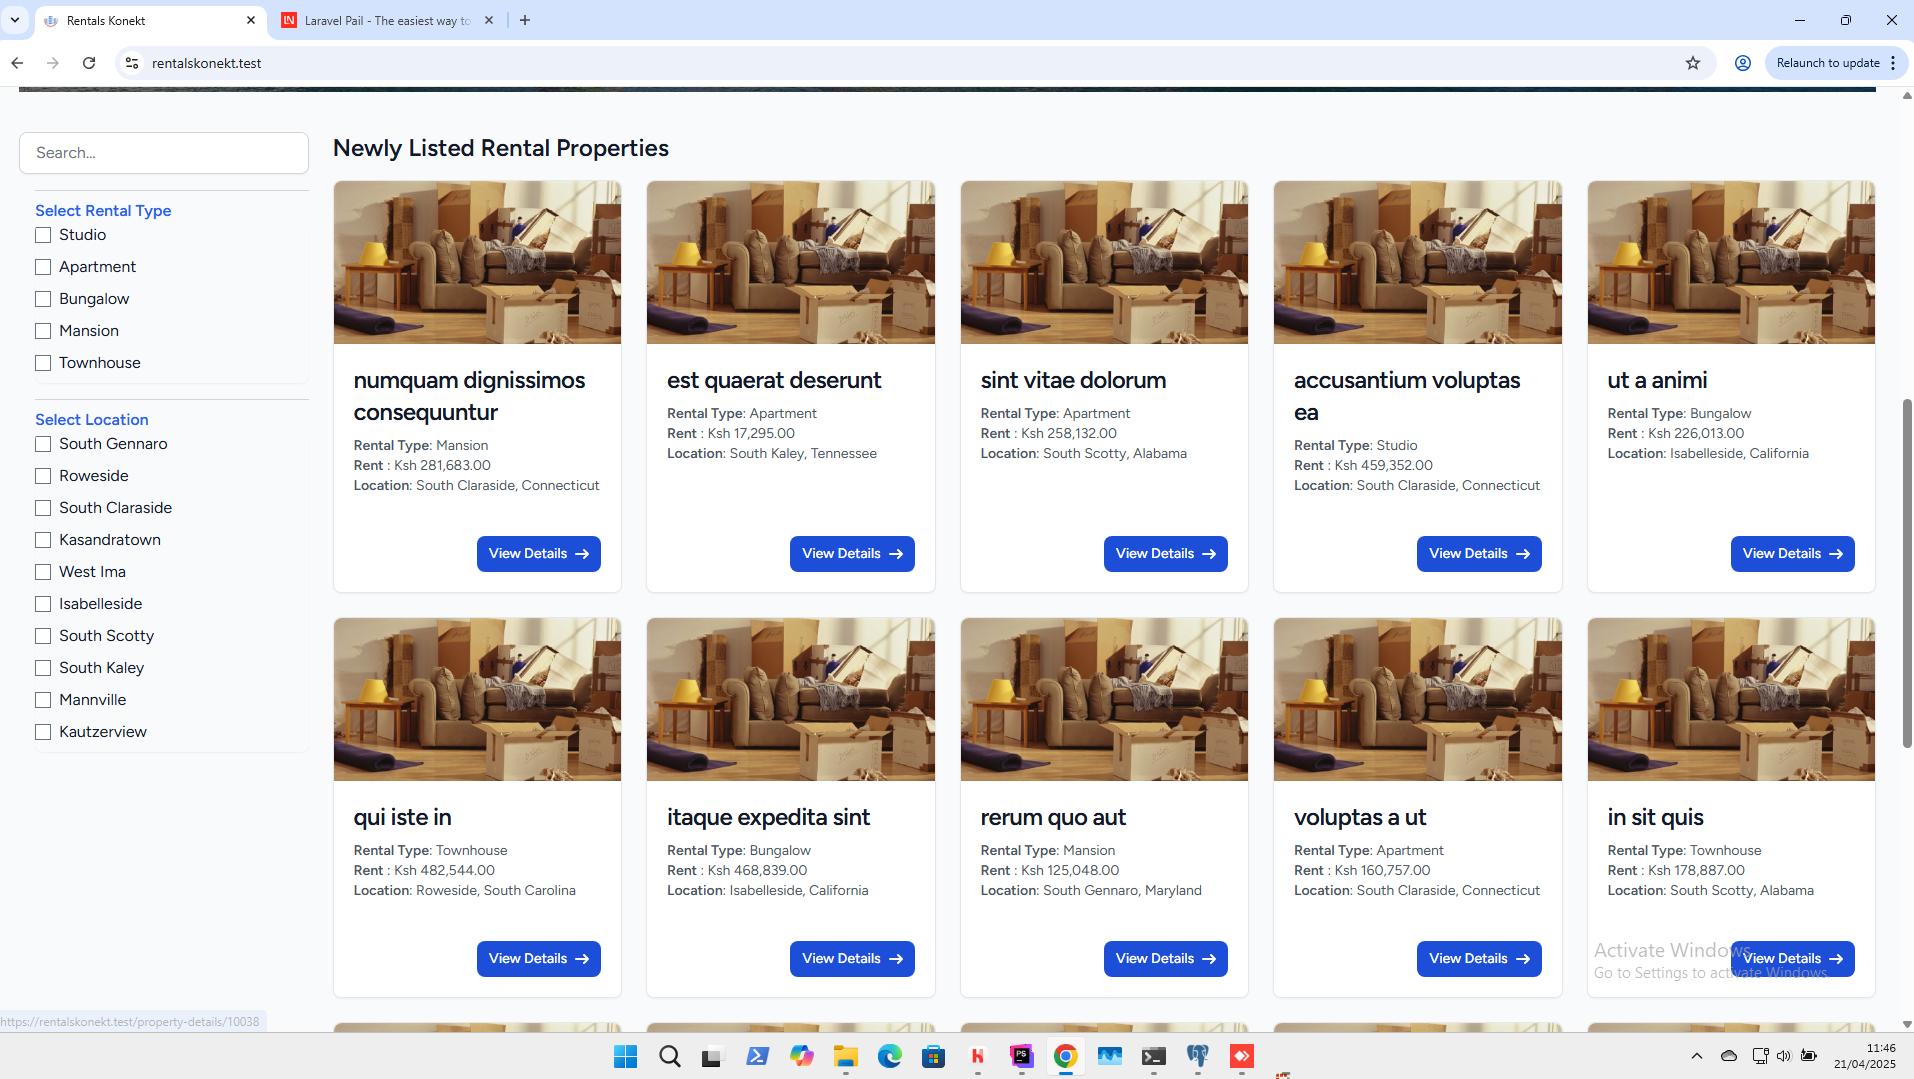 Rentals Konekt
Laravel Pail - The easiest way to
rentalskonekt.test
Relaunch to update
Search...
Select Rental Type
Studio
Apartment
Bungalow
Mansion
Townhouse
Select Location
South Gennaro
Roweside
South Claraside
Kasandratown
West Ima
Isabelleside
South Scotty
South Kaley
Mannville
Kautzerview
Newly Listed Rental Properties
numquam dignissimos
consequuntur
Rental Type: Mansion
Rent : Ksh 281,683.00
Location: South Claraside, Connecticut
View Details
est quaerat deserunt
Rental Type: Apartment
Rent : Ksh 17,295.00
Location: South Kaley, Tennessee
View Details
sint vitae dolorum
Rental Type: Apartment
Rent : Ksh 258,132.00
Location: South Scotty, Alabama
View Details
accusantium voluptas
ea
Rental Type: Studio
Rent : Ksh 459,352.00
Location: South Claraside, Connecticut
View Details
ut a animi
Rental Type: Bungalow
Rent : Ksh 226,013.00
Location: Isabelleside, California
View Details
qui iste in
Rental Type: Townhouse
Rent : Ksh 482,544.00
Location: Roweside, South Carolina
View Details
itaque expedita sint
Rental Type: Bungalow
Rent : Ksh 468,839.00
Location: Isabelleside, California
View Details
rerum quo aut
Rental Type: Mansion
Rent : Ksh 125,048.00
Location: South Gennaro, Maryland
View Details
voluptas a ut
Rental Type: Apartment
Rent : Ksh 160,757.00
Location: South Claraside, Connecticut
View Details
in sit quis
Rental Type: Townhouse
Rent : Ksh 178,887.00
Location: South Scotty, Alabama
View Details
Activate Windows
Go to Settings to activate Windows.
https://rentalskonekt.test/property-details/10038
11:46
21/04/2025